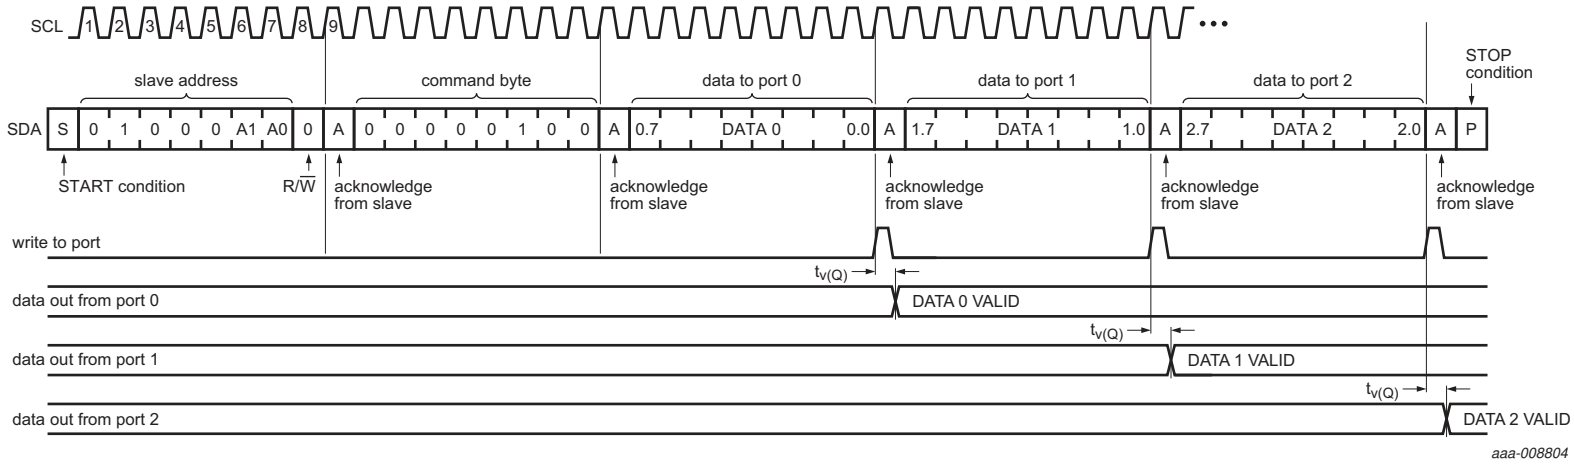 SCL 1 2 3 4 5 6 7 8 9 •••
STOP condition
slave address command byte data to port 0 data to port 1 data to port 2
SDA S 0 1 0 0 0 A1 A0 0 A 0 0 0 0 0 1 0 0 A 0.7 DATA 0 0.0 A 1.7 DATA 1 1.0 A 2.7 DATA 2 2.0 A P
START condition R/W̅ acknowledge from slave acknowledge from slave acknowledge from slave acknowledge from slave acknowledge from slave
write to port
tv(Q)
data out from port 0 DATA 0 VALID
tv(Q)
data out from port 1 DATA 1 VALID
tv(Q)
data out from port 2 DATA 2 VALID
aaa-008804